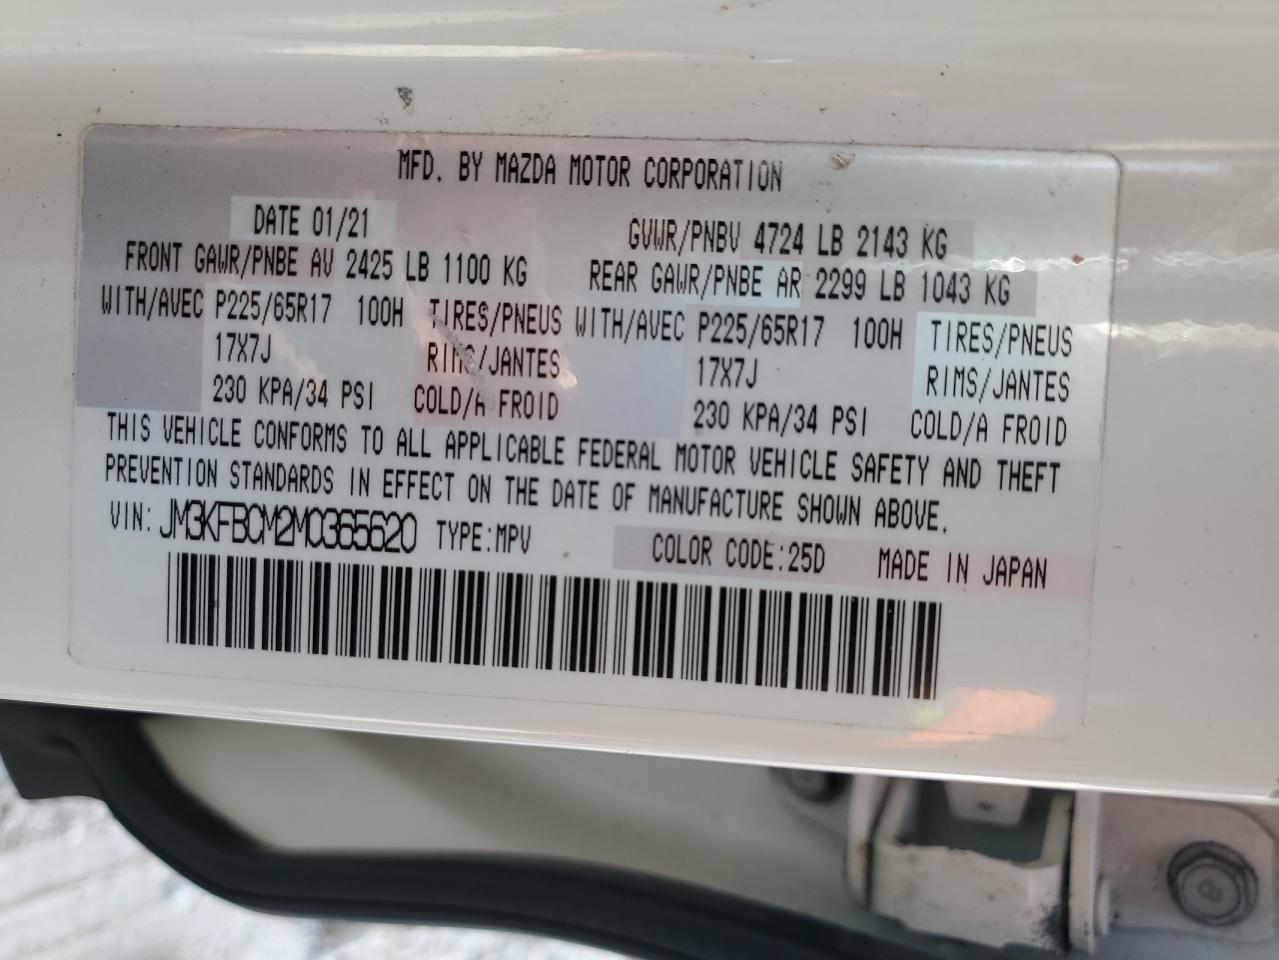 MFD. BY MAZDA MOTOR CORPORATION
DATE 01/21 GVWR/PNBV 4724 LB 2143 KG
FRONT GAWR/PNBE AV 2425 LB 1100 KG REAR GAWR/PNBE AR 2299 LB 1043 KG
WITH/AVEC P225/65R17 100H TIRES/PNEUS WITH/AVEC P225/65R17 100H TIRES/PNEUS
17X7J RIMS/JANTES 17X7J RIMS/JANTES
230 KPA/34 PSI COLD/A FROID 230 KPA/34 PSI COLD/A FROID
THIS VEHICLE CONFORMS TO ALL APPLICABLE FEDERAL MOTOR VEHICLE SAFETY AND THEFT
PREVENTION STANDARDS IN EFFECT ON THE DATE OF MANUFACTURE SHOWN ABOVE.
VIN: JM3KFBCM2M0365620 TYPE:MPV COLOR CODE:25D MADE IN JAPAN